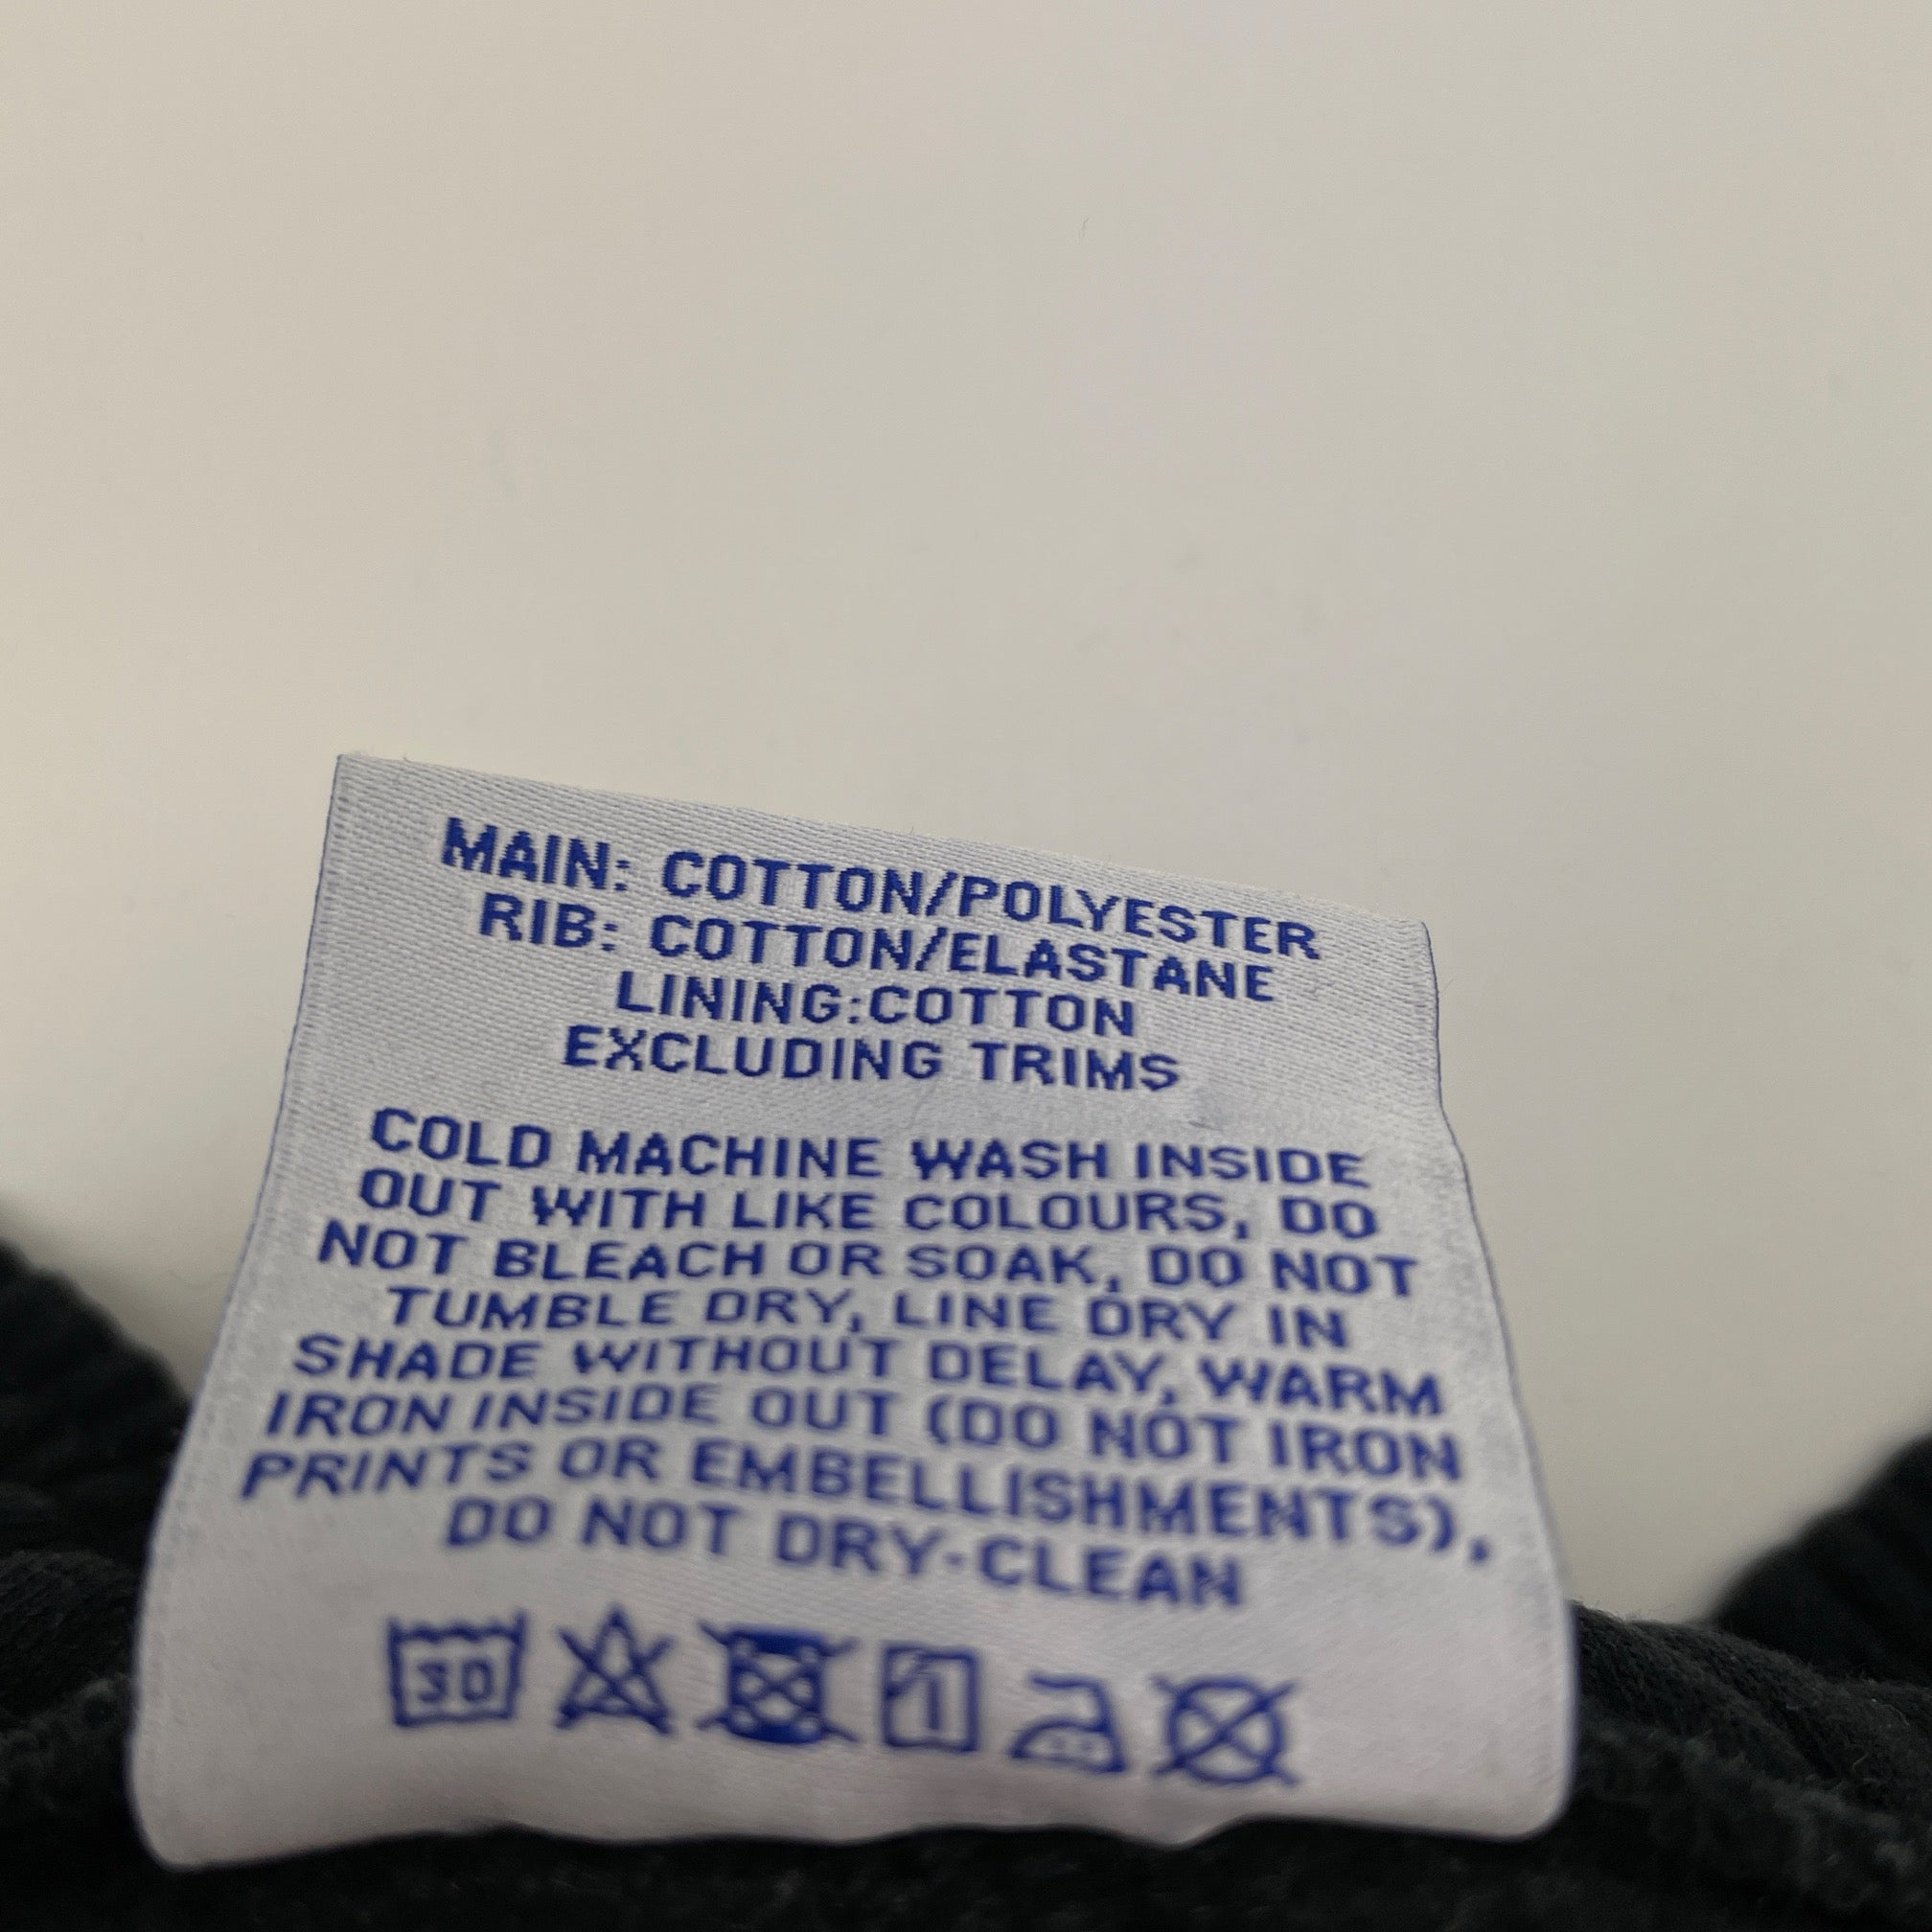 MAIN: COTTON/POLYESTER
RIB: COTTON/ELASTANE
LINING:COTTON
EXCLUDING TRIMS
COLD MACHINE WASH INSIDE
OUT WITH LIKE COLOURS, DO
NOT BLEACH OR SOAK, DO NOT
TUMBLE DRY, LINE DRY IN
SHADE WITHOUT DELAY, WARM
IRON INSIDE OUT (DO NOT IRON
PRINTS OR EMBELLISHMENTS),
DO NOT DRY-CLEAN
30